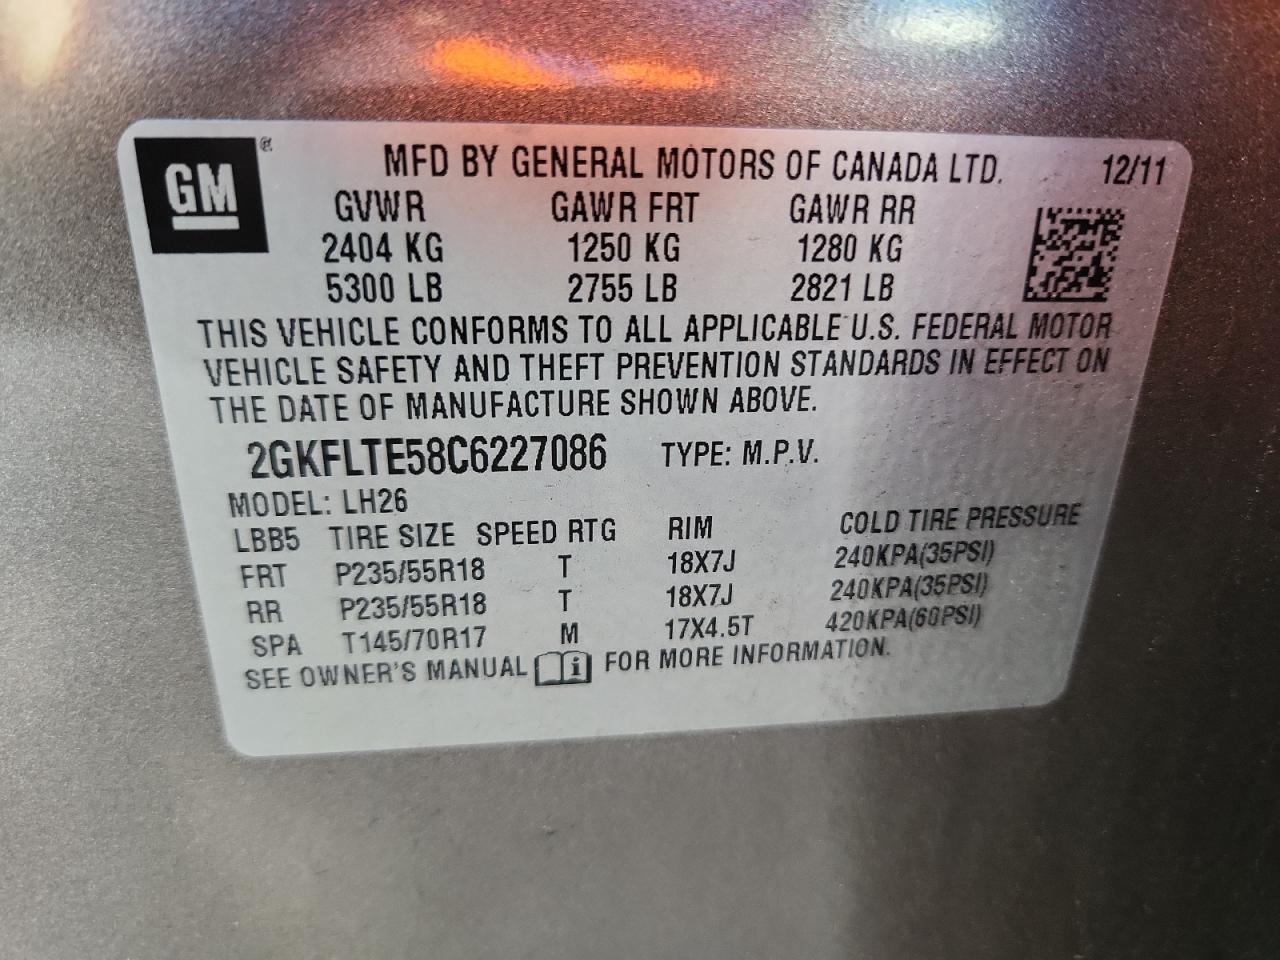 GM ®
MFD BY GENERAL MOTORS OF CANADA LTD. 12/11
GVWR GAWR FRT GAWR RR
2404 KG 1250 KG 1280 KG
5300 LB 2755 LB 2821 LB
THIS VEHICLE CONFORMS TO ALL APPLICABLE U.S. FEDERAL MOTOR
VEHICLE SAFETY AND THEFT PREVENTION STANDARDS IN EFFECT ON
THE DATE OF MANUFACTURE SHOWN ABOVE.
2GKFLTE58C6227086 TYPE: M.P.V.
MODEL: LH26
LBB5 TIRE SIZE SPEED RTG RIM COLD TIRE PRESSURE
FRT P235/55R18 T 18X7J 240KPA(35PSI)
RR P235/55R18 T 18X7J 240KPA(35PSI)
SPA T145/70R17 M 17X4.5T 420KPA(60PSI)
SEE OWNER'S MANUAL i FOR MORE INFORMATION.